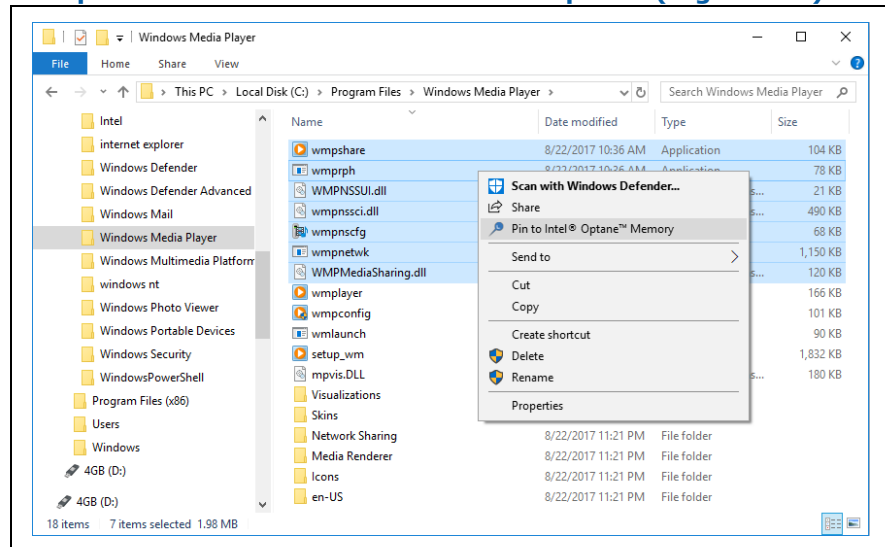 Windows Media Player
File Home Share View
This PC > Local Disk (C:) > Program Files > Windows Media Player >
Search Windows Media Player
Intel
internet explorer
Windows Defender
Windows Defender Advanced
Windows Mail
Windows Media Player
Windows Multimedia Platform
windows nt
Windows Photo Viewer
Windows Portable Devices
Windows Security
WindowsPowerShell
Program Files (x86)
Users
Windows
4GB (D:)
4GB (D:)
Name Date modified Type Size
wmpshare 8/22/2017 10:36 AM Application 104 KB
wmprph 8/22/2017 10:36 AM Application 78 KB
WMPNSSUI.dll 21 KB
wmpnssci.dll 490 KB
wmpnscfg 68 KB
wmpnetwk 1,150 KB
WMPMediaSharing.dll 120 KB
wmplayer 166 KB
wmpconfig 101 KB
wmlaunch 90 KB
setup_wm 1,832 KB
mpvis.DLL 180 KB
Visualizations
Skins
Network Sharing 8/22/2017 11:21 PM File folder
Media Renderer 8/22/2017 11:21 PM File folder
Icons 8/22/2017 11:21 PM File folder
en-US 8/22/2017 11:21 PM File folder
Scan with Windows Defender...
Share
Pin to Intel® Optane™ Memory
Send to
Cut
Copy
Create shortcut
Delete
Rename
Properties
18 items 7 items selected 1.98 MB